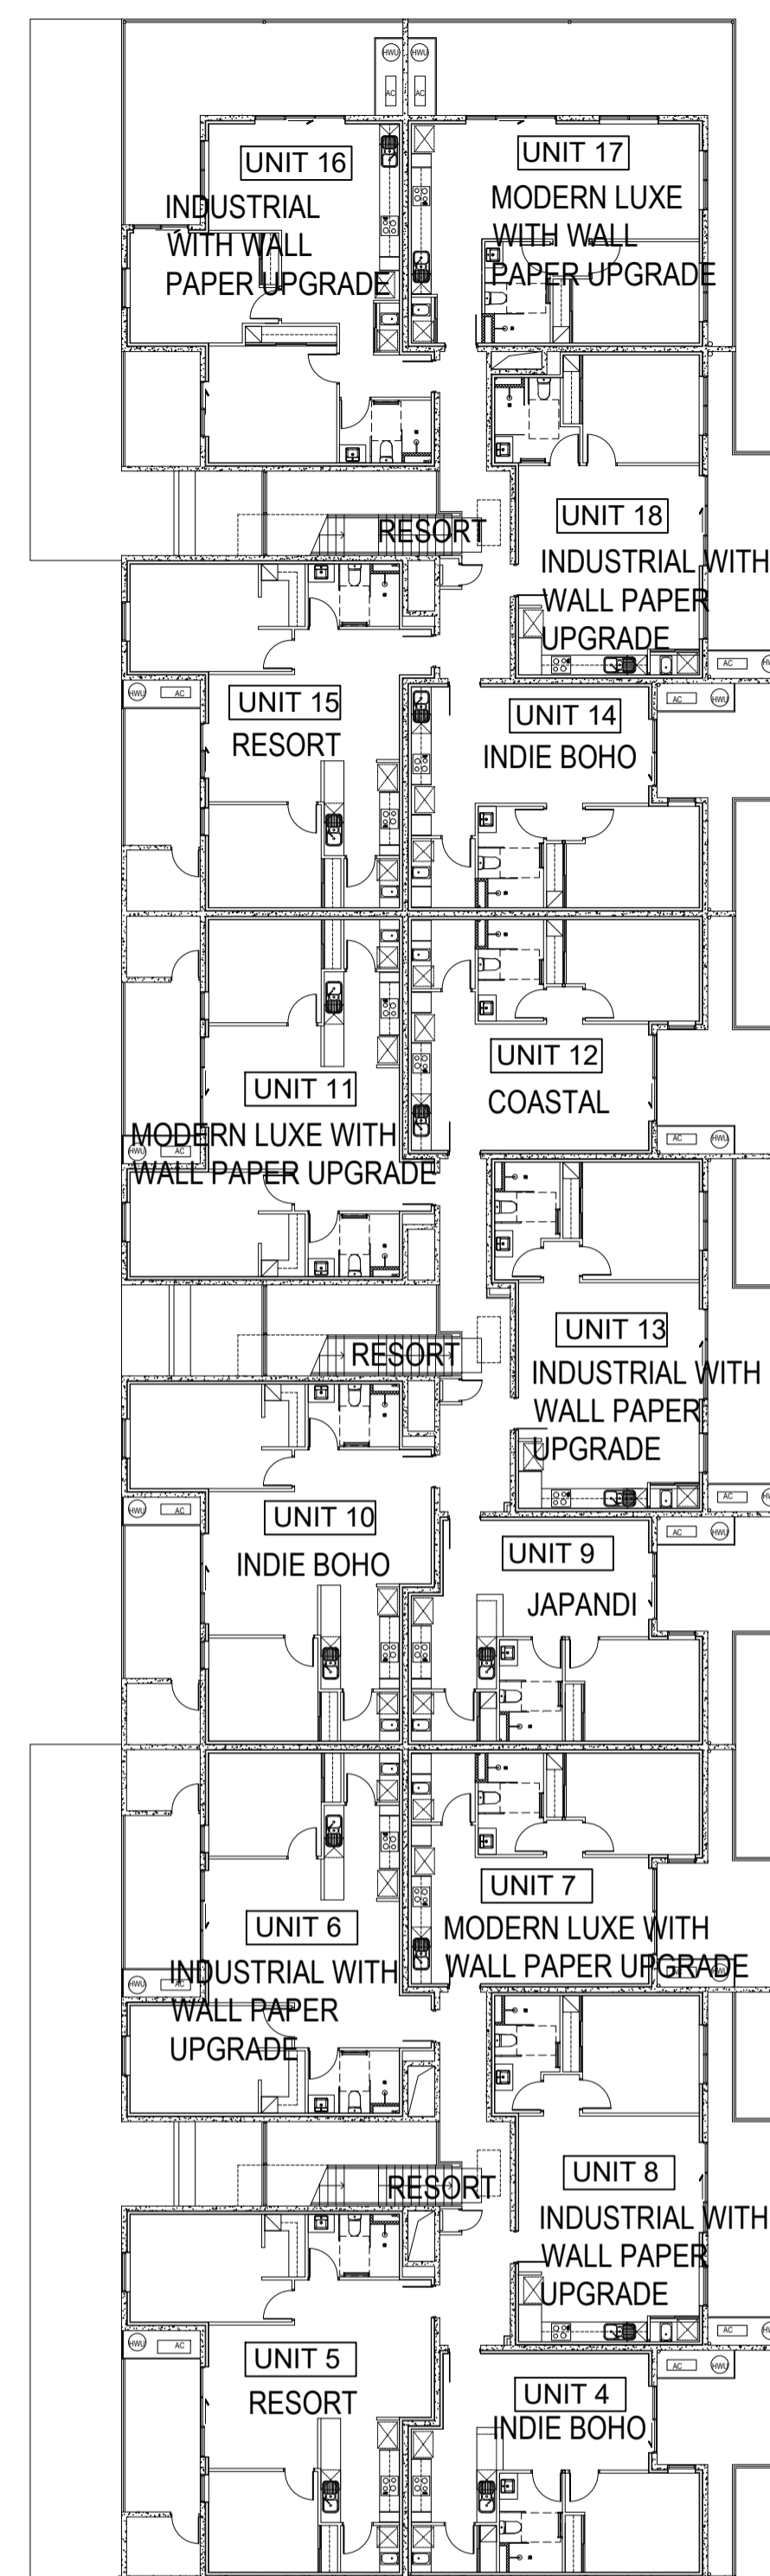 HWU
HWU
AC
AC
UNIT 16
INDUSTRIAL
WITH WALL
PAPER UPGRADE
UNIT 17
MODERN LUXE
WITH WALL
PAPER UPGRADE
RESORT
UNIT 18
INDUSTRIAL WITH
WALL PAPER
UPGRADE
AC
HWU
AC
AC
HWU
UNIT 15
RESORT
UNIT 14
INDIE BOHO
UNIT 11
MODERN LUXE WITH
WALL PAPER UPGRADE
HWU
AC
UNIT 12
COASTAL
AC
HWU
RESORT
UNIT 13
INDUSTRIAL WITH
WALL PAPER
UPGRADE
AC
HWU
AC
AC
HWU
UNIT 10
INDIE BOHO
UNIT 9
JAPANDI
UNIT 6
INDUSTRIAL WITH
WALL PAPER
UPGRADE
HWU
AC
UNIT 7
MODERN LUXE WITH
WALL PAPER UPGRADE
AC
HWU
RESORT
UNIT 8
INDUSTRIAL WITH
WALL PAPER
UPGRADE
AC
HWU
AC
AC
HWU
UNIT 5
RESORT
UNIT 4
INDIE BOHO